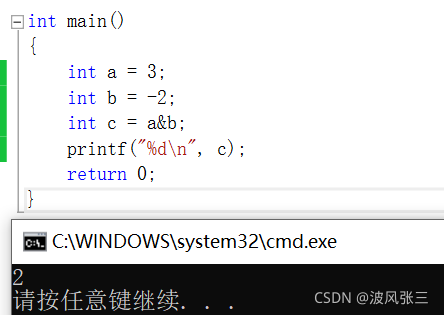 int main()
{
int a = 3;
int b = -2;
int c = a&b;
printf("%d\n", c);
return 0;
}
C:\WINDOWS\system32\cmd.exe
2
请按任意键继续. . .
CSDN @波风张三